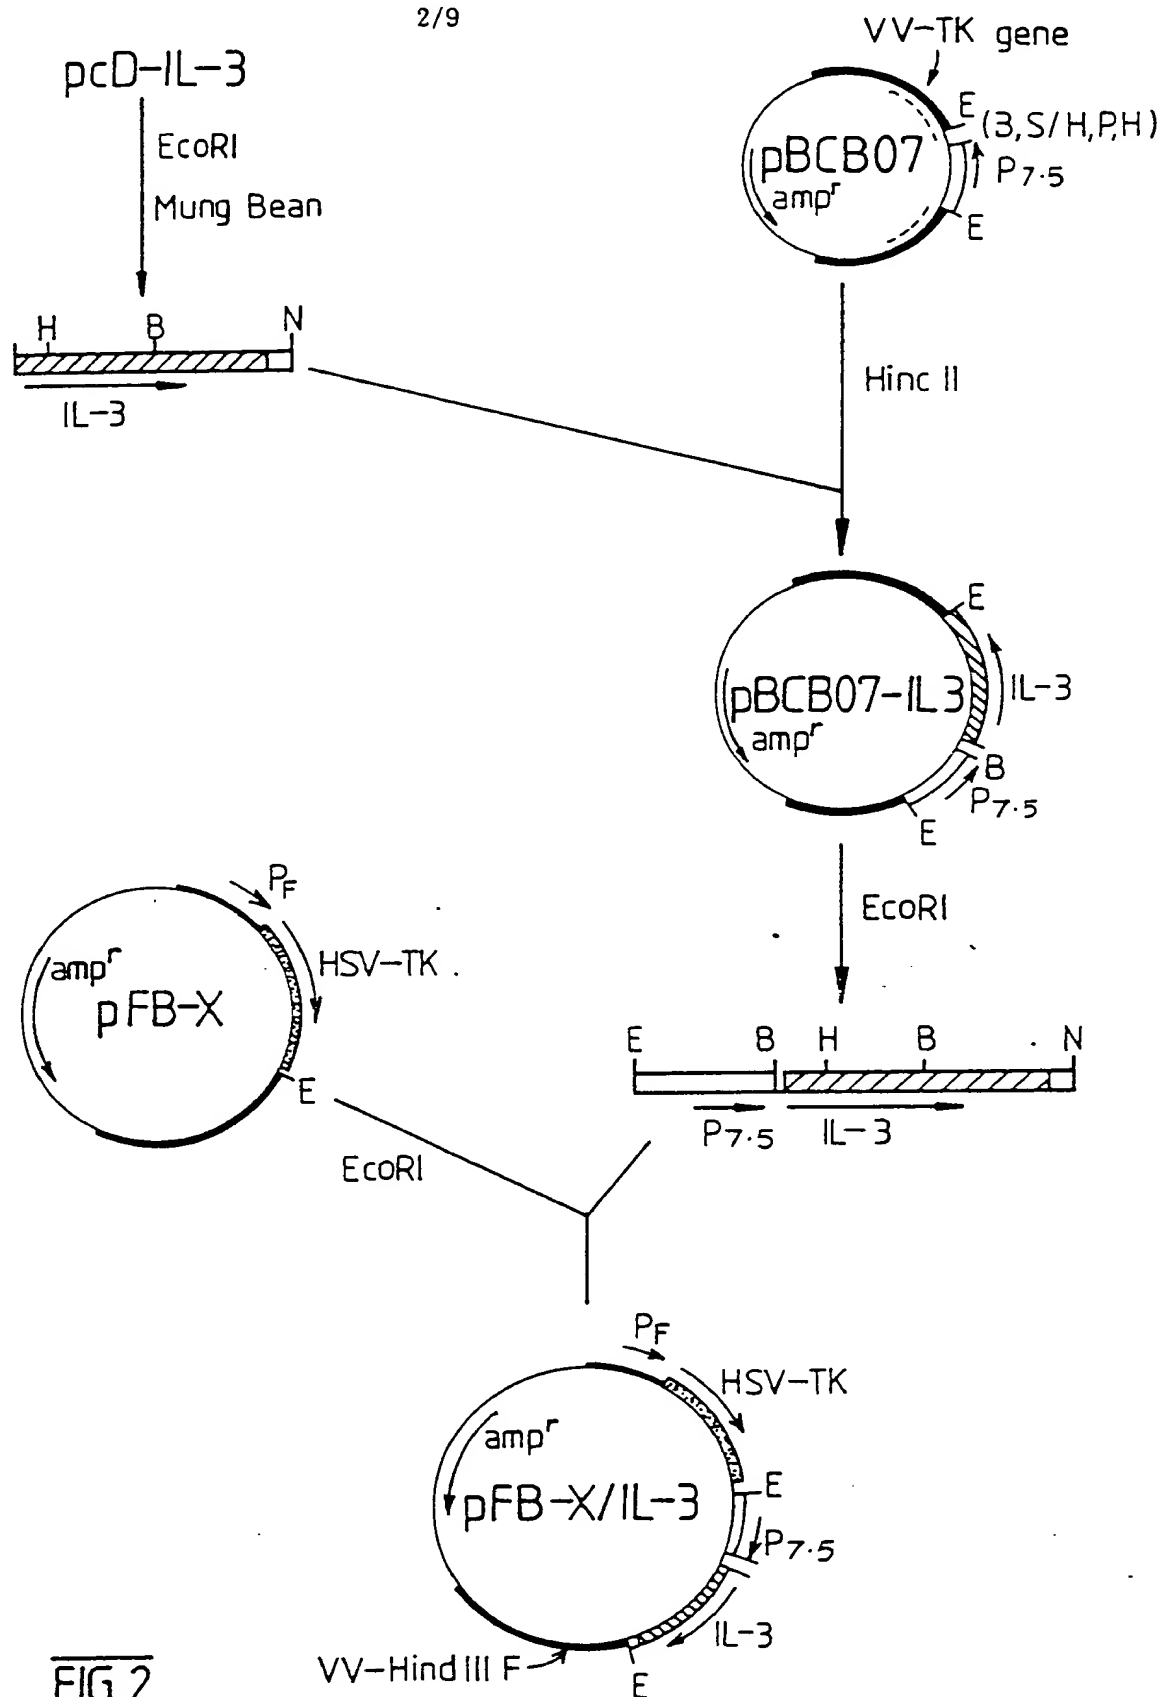 2/9
pcD-IL-3
EcoRI
Mung Bean
H B N
IL-3
VV-TK gene
E
(3,S/H,P,H)
pBCB07
ampʳ
P7.5
E
Hinc II
E
pBCB07-IL3
ampʳ
IL-3
B
P7.5
E
EcoRI
PF
HSV-TK
ampʳ
pFB-X
E
EcoRI
E B H B N
P7.5 IL-3
PF
HSV-TK
ampʳ
pFB-X/IL-3
E
P7.5
IL-3
E
VV-Hind III F
FIG. 2